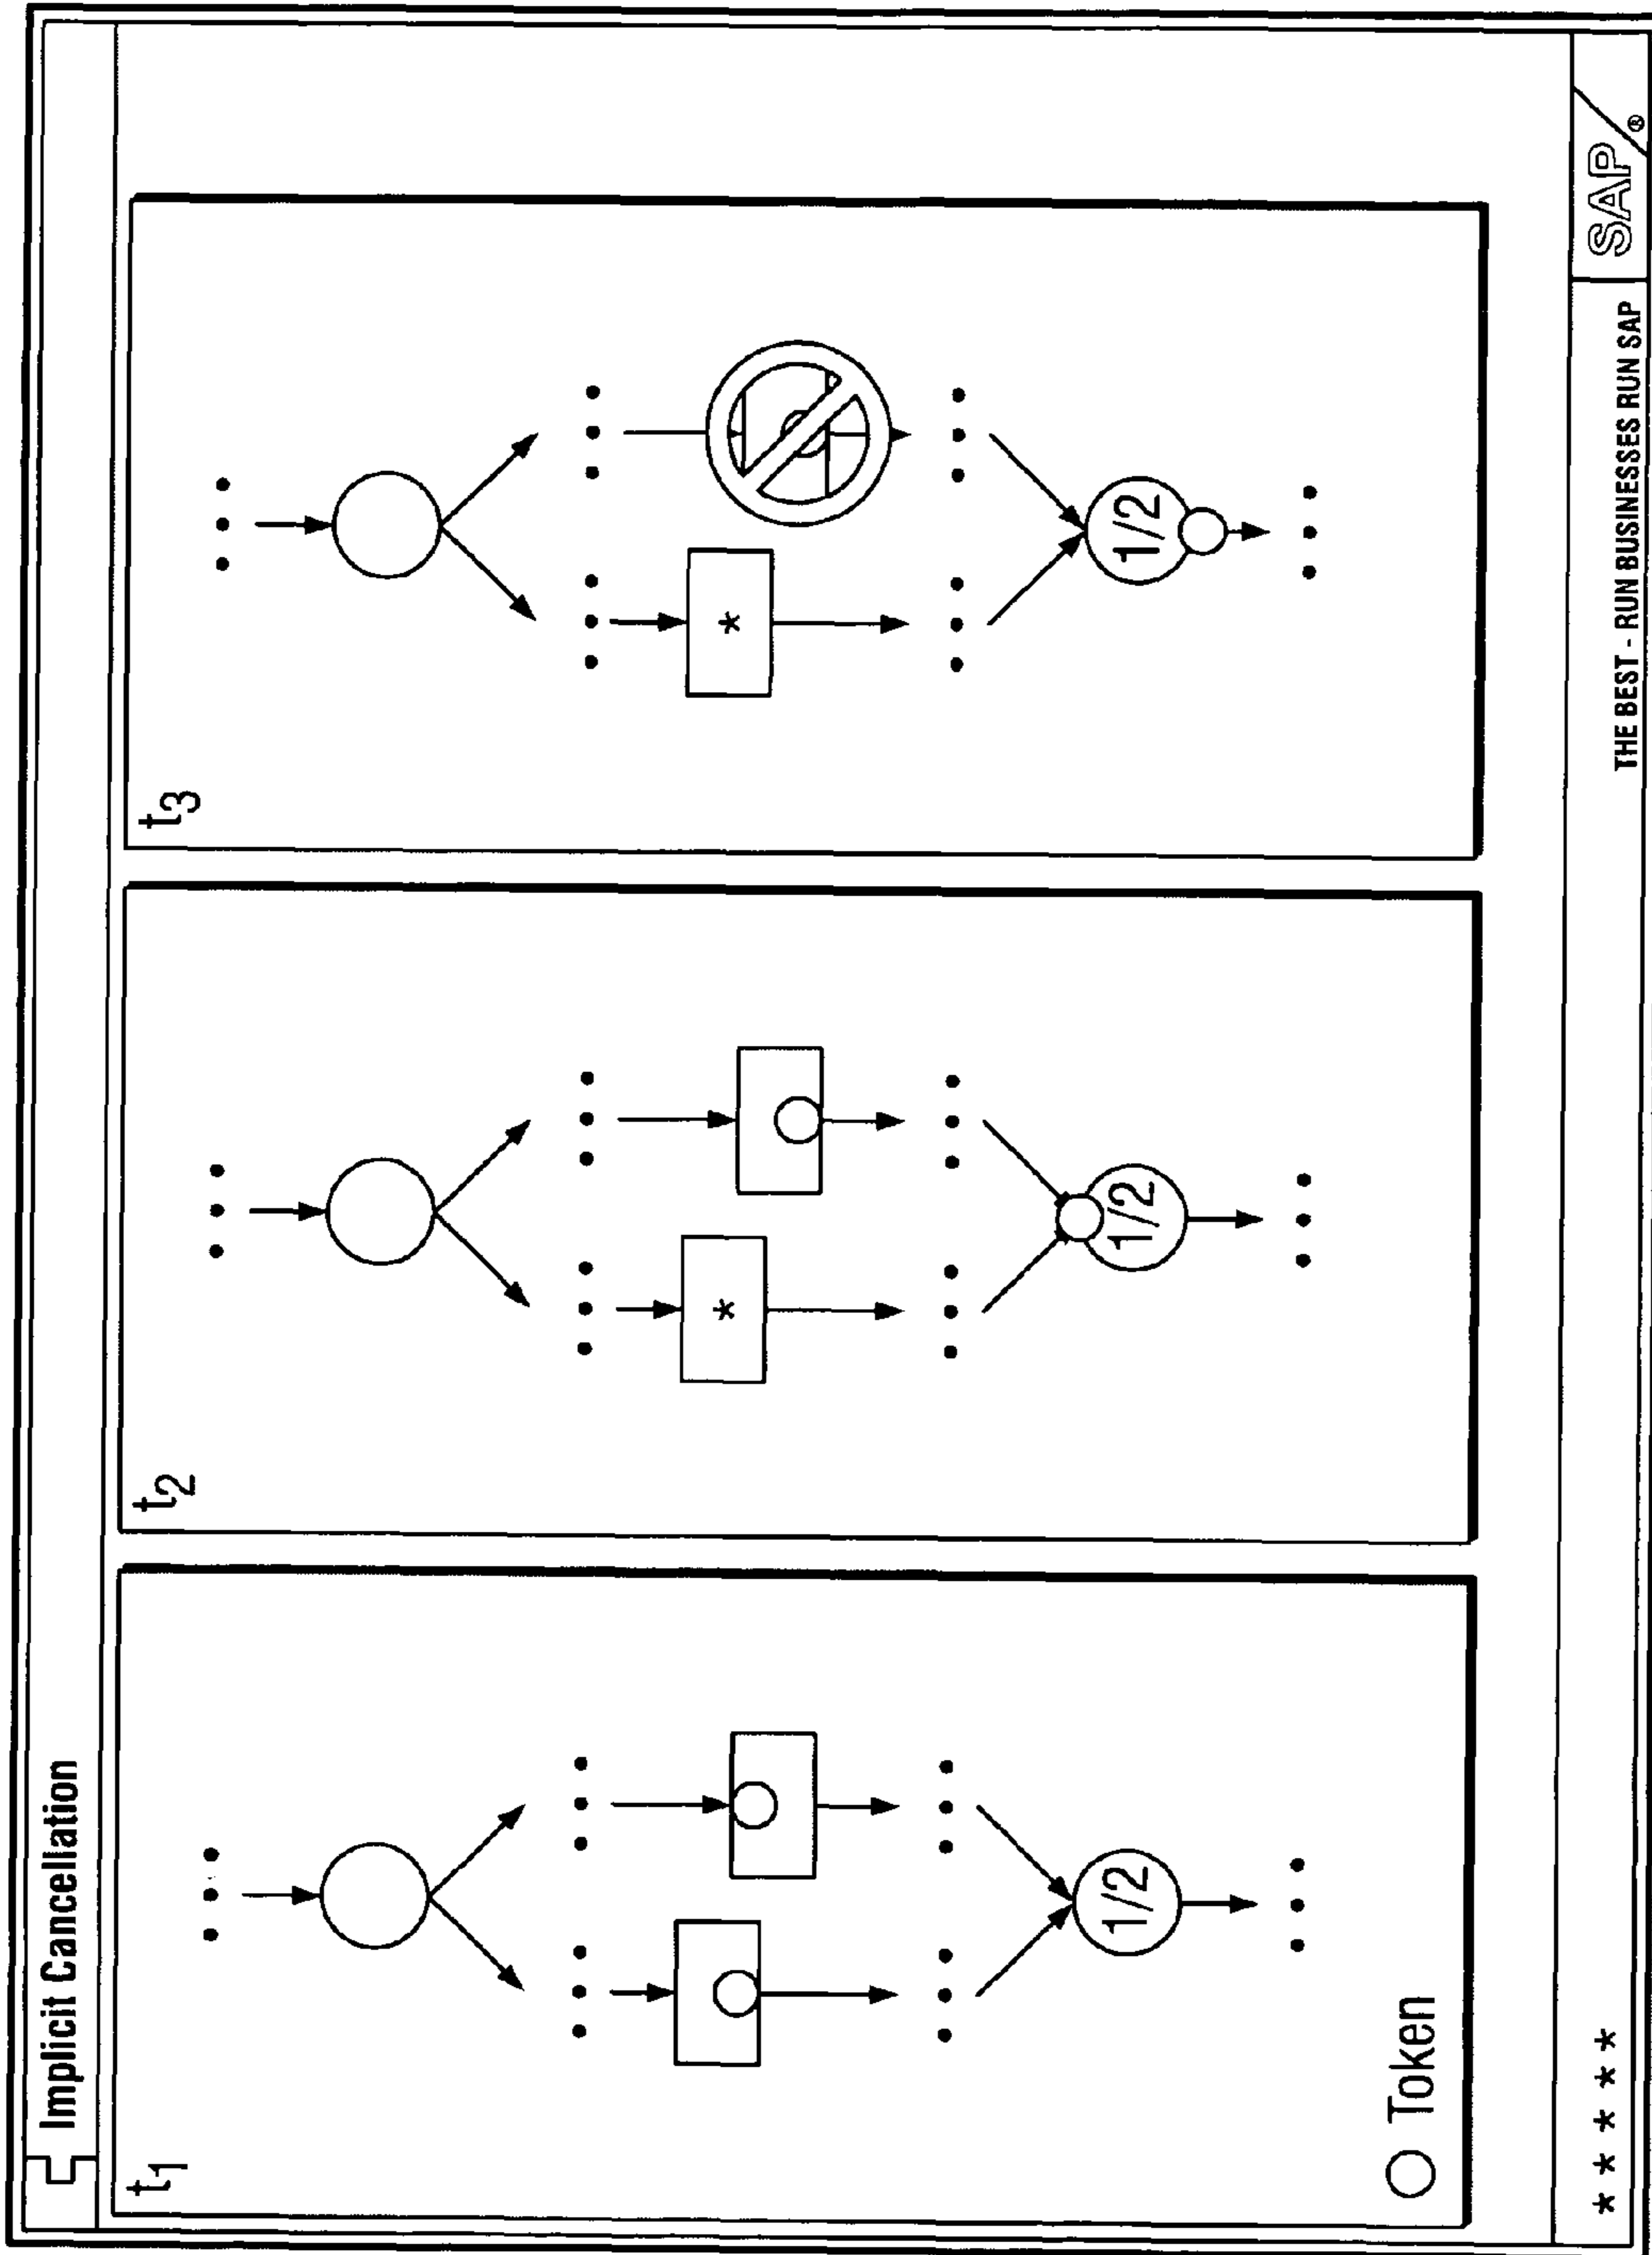 Implicit Cancellation
t1
1/2
Token
t2
*
1/2
t3
*
1/2
* * * * *
THE BEST - RUN BUSINESSES RUN SAP
SAP ®